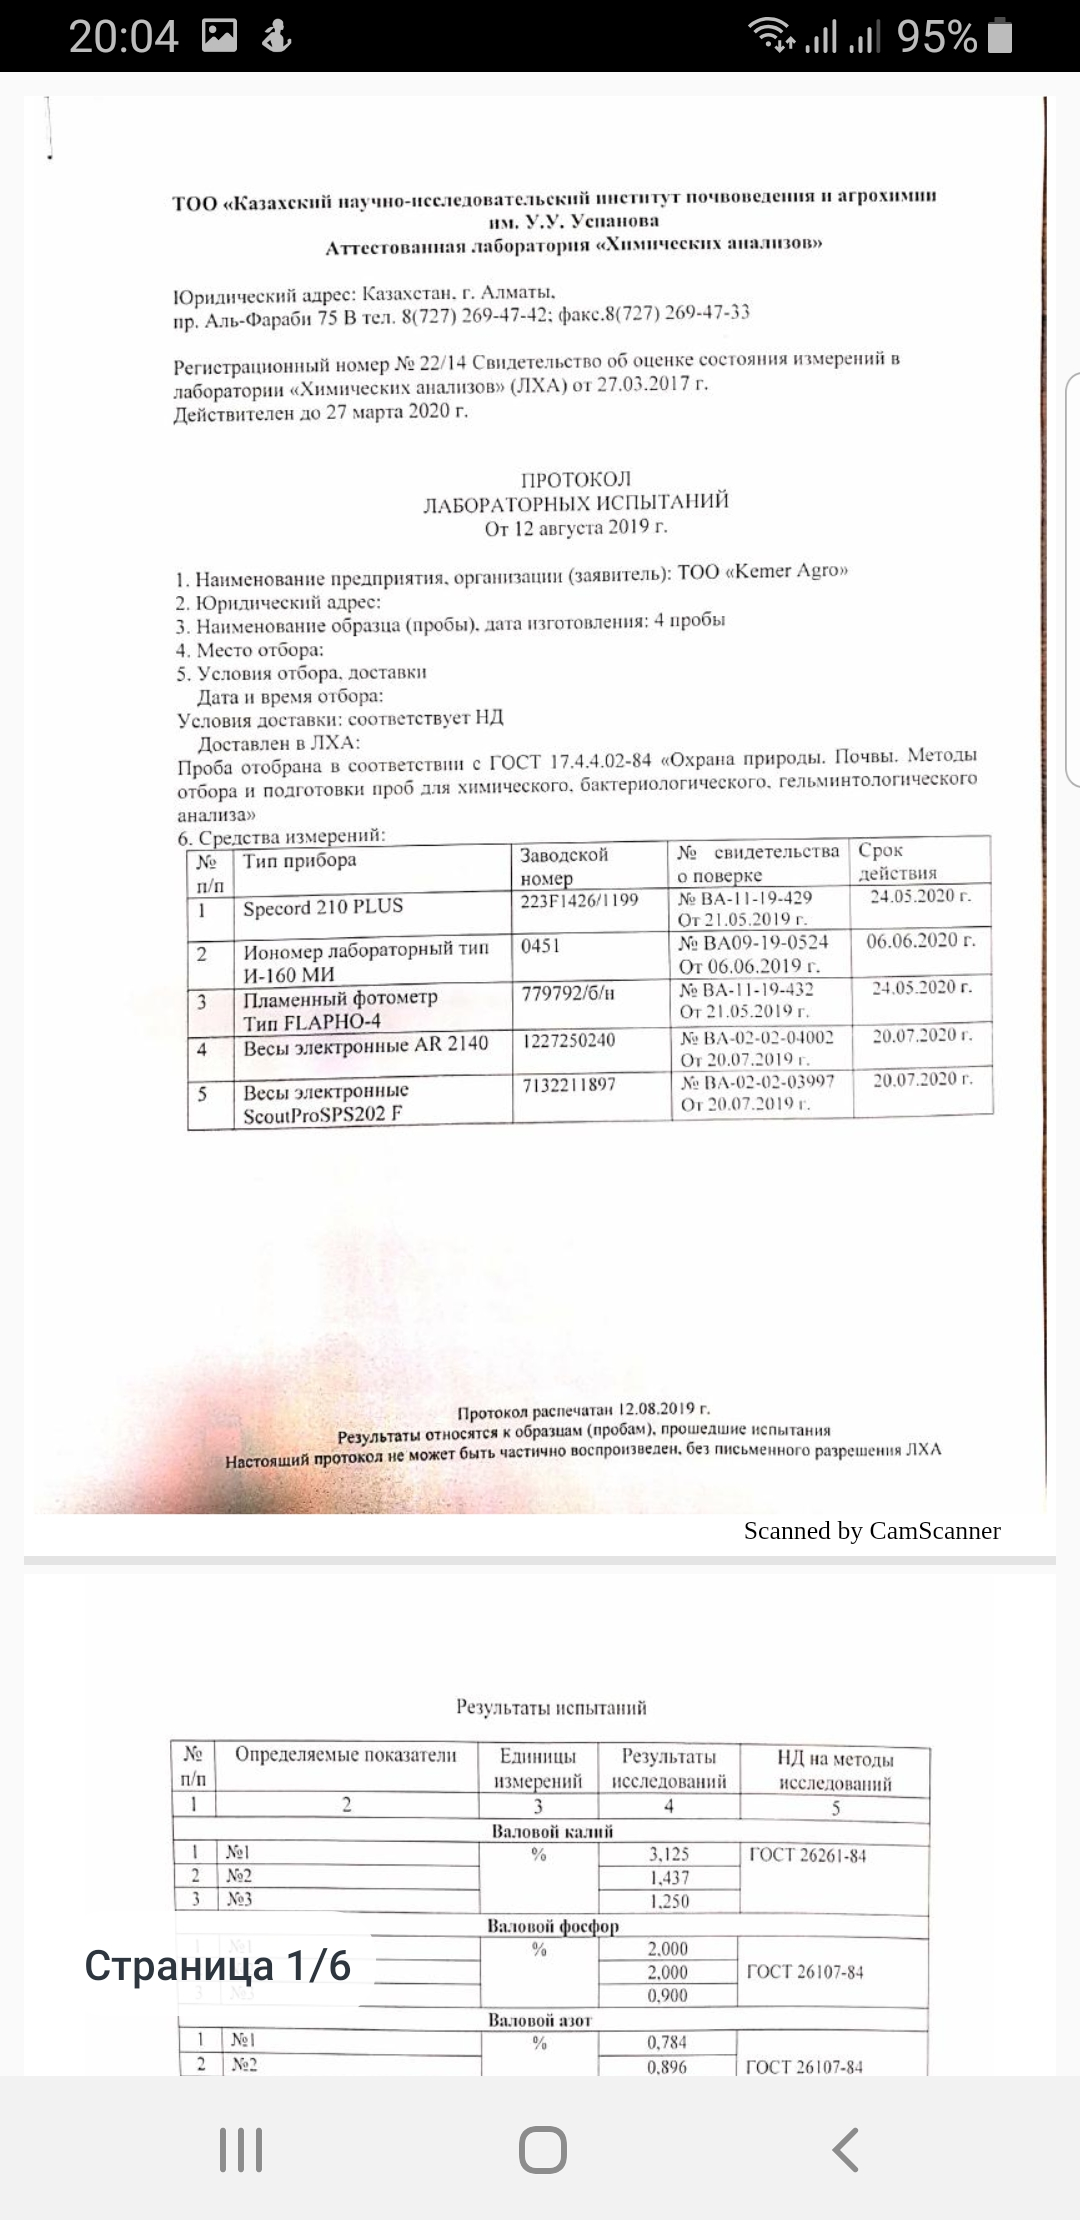 20:04
95%
ТОО «Казахский научно-исследовательский институт почвоведения и агрохимии
им. У.У. Успанова
Аттестованная лаборатория «Химических анализов»
Юридический адрес: Казахстан, г. Алматы,
пр. Аль-Фараби 75 В тел. 8(727) 269-47-42; факс.8(727) 269-47-33
Регистрационный номер № 22/14 Свидетельство об оценке состояния измерений в
лаборатории «Химических анализов» (ЛХА) от 27.03.2017 г.
Действителен до 27 марта 2020 г.
ПРОТОКОЛ
ЛАБОРАТОРНЫХ ИСПЫТАНИЙ
От 12 августа 2019 г.
1. Наименование предприятия, организации (заявитель): ТОО «Kemer Agro»
2. Юридический адрес:
3. Наименование образца (пробы), дата изготовления: 4 пробы
4. Место отбора:
5. Условия отбора, доставки
Дата и время отбора:
Условия доставки: соответствует НД
Доставлен в ЛХА:
Проба отобрана в соответствии с ГОСТ 17.4.4.02-84 «Охрана природы. Почвы. Методы
отбора и подготовки проб для химического, бактериологического, гельминтологического
анализа»
6. Средства измерений:
№ Тип прибора Заводской № свидетельства Срок
п/п номер о поверке действия
1 Specord 210 PLUS 223F1426/1199 № ВА-11-19-429 24.05.2020 г.
От 21.05.2019 г.
2 Иономер лабораторный тип 0451 № ВА09-19-0524 06.06.2020 г.
И-160 МИ От 06.06.2019 г.
3 Пламенный фотометр 779792/б/н № ВА-11-19-432 24.05.2020 г.
Тип FLAPHO-4 От 21.05.2019 г.
4 Весы электронные AR 2140 1227250240 № ВА-02-02-04002 20.07.2020 г.
От 20.07.2019 г.
5 Весы электронные 7132211897 № ВА-02-02-03997 20.07.2020 г.
ScoutProSPS202 F От 20.07.2019 г.
Протокол распечатан 12.08.2019 г.
Результаты относятся к образцам (пробам), прошедшие испытания
Настоящий протокол не может быть частично воспроизведен, без письменного разрешения ЛХА
Scanned by CamScanner
Результаты испытаний
№ Определяемые показатели Единицы Результаты НД на методы
п/п измерений исследований исследований
1 2 3 4 5
Валовой калий
1 №1 % 3,125 ГОСТ 26261-84
2 №2 1,437
3 №3 1,250
Валовой фосфор
1 №1 % 2,000
2,000 ГОСТ 26107-84
3 №3 0,900
Страница 1/6
Валовой азот
1 №1 % 0,784
2 №2 0,896 ГОСТ 26107-84